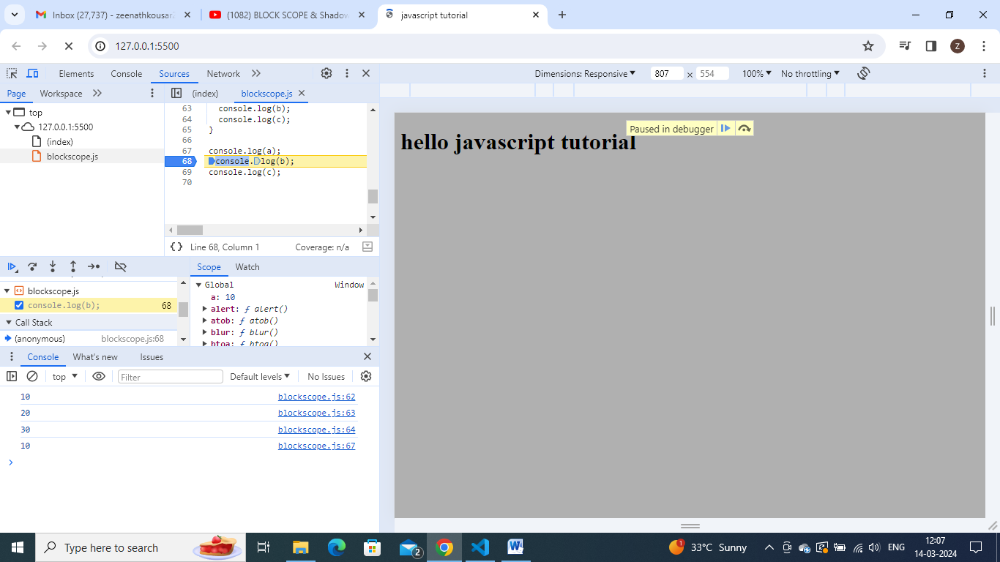 Inbox (27,737) - zeenathkousar2
(1082) BLOCK SCOPE & Shadow
javascript tutorial
127.0.0.1:5500
Z
Elements
Console
Sources
Network
Dimensions: Responsive
807
×
554
100%
No throttling
Page
Workspace
(index)
blockscope.js
top
127.0.0.1:5500
(index)
blockscope.js
63 console.log(b);
64 console.log(c);
65 }
66
67 console.log(a);
68 console.log(b);
69 console.log(c);
70
{} Line 68, Column 1 Coverage: n/a
Paused in debugger
hello javascript tutorial
Scope Watch
blockscope.js
console.log(b); 68
Call Stack
(anonymous) blockscope.js:68
Global Window
a: 10
alert: ƒ alert()
atob: ƒ atob()
blur: ƒ blur()
btoa: ƒ btoa()
Console What's new Issues
top Filter Default levels No Issues
10 blockscope.js:62
20 blockscope.js:63
30 blockscope.js:64
10 blockscope.js:67
Type here to search
2
1
33°C Sunny
ENG
12:07
14-03-2024